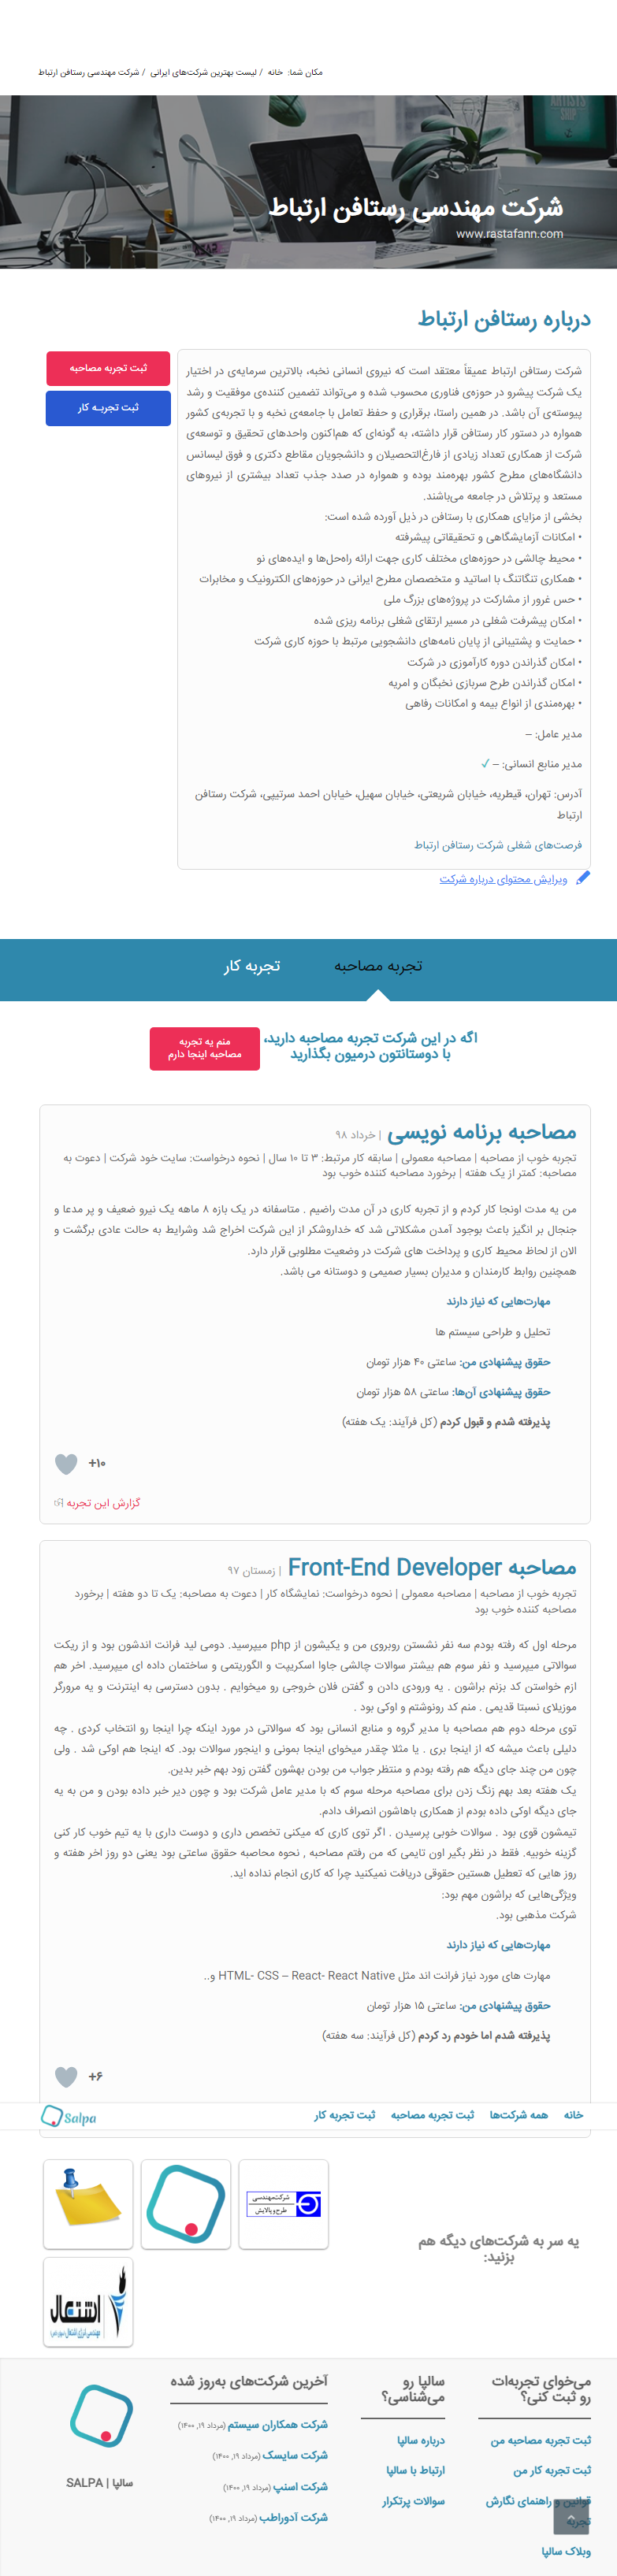 مکان شما: خانه / لیست بهترین شرکت‌های ایرانی / شرکت مهندسی رستافن ارتباط
شرکت مهندسی رستافن ارتباط
www.rastafann.com
درباره رستافن ارتباط
ثبت تجربه مصاحبه
ثبت تجربـه کار
شرکت رستافن ارتباط عمیقاً معتقد است که نیروی انسانی نخبه، بالاترین سرمایه‌ی در اختیار
یک شرکت پیشرو در حوزه‌ی فناوری محسوب شده و می‌تواند تضمین کننده‌ی موفقیت و رشد
پیوسته‌ی آن باشد. در همین راستا، برقراری و حفظ تعامل با جامعه‌ی نخبه و با تجربه‌ی کشور
همواره در دستور کار رستافن قرار داشته، به گونه‌ای که هم‌اکنون واحدهای تحقیق و توسعه‌ی
شرکت از همکاری تعداد زیادی از فارغ‌التحصیلان و دانشجویان مقاطع دکتری و فوق لیسانس
دانشگاه‌های مطرح کشور بهره‌مند بوده و همواره در صدد جذب تعداد بیشتری از نیروهای
مستعد و پرتلاش در جامعه می‌باشند.
بخشی از مزایای همکاری با رستافن در ذیل آورده شده است:
• امکانات آزمایشگاهی و تحقیقاتی پیشرفته
• محیط چالشی در حوزه‌های مختلف کاری جهت ارائه راه‌حل‌ها و ایده‌های نو
• همکاری تنگاتنگ با اساتید و متخصصان مطرح ایرانی در حوزه‌های الکترونیک و مخابرات
• حس غرور از مشارکت در پروژه‌های بزرگ ملی
• امکان پیشرفت شغلی در مسیر ارتقای شغلی برنامه ریزی شده
• حمایت و پشتیبانی از پایان نامه‌های دانشجویی مرتبط با حوزه کاری شرکت
• امکان گذراندن دوره کارآموزی در شرکت
• امکان گذراندن طرح سربازی نخبگان و امریه
• بهره‌مندی از انواع بیمه و امکانات رفاهی
مدیر عامل: –
مدیر منابع انسانی: – ✓
آدرس: تهران، قیطریه، خیابان شریعتی، خیابان سهیل، خیابان احمد سرتیپی، شرکت رستافن
ارتباط
فرصت‌های شغلی شرکت رستافن ارتباط
ویرایش محتوای درباره شرکت
تجربه مصاحبه
تجربه کار
اگه در این شرکت تجربه مصاحبه دارید،
با دوستانتون درمیون بگذارید
منم یه تجربه
مصاحبه اینجا دارم
مصاحبه برنامه نویسی | خرداد ۹۸
تجربه خوب از مصاحبه | مصاحبه معمولی | سابقه کار مرتبط: ۳ تا ۱۰ سال | نحوه درخواست: سایت خود شرکت | دعوت به
مصاحبه: کمتر از یک هفته | برخورد مصاحبه کننده خوب بود
من یه مدت اونجا کار کردم و از تجربه کاری در آن مدت راضیم . متاسفانه در یک بازه ۸ ماهه یک نیرو ضعیف و پر مدعا و
جنجال بر انگیز باعث بوجود آمدن مشکلاتی شد که خداروشکر از این شرکت اخراج شد وشرایط به حالت عادی برگشت و
الان از لحاظ محیط کاری و پرداخت های شرکت در وضعیت مطلوبی قرار دارد.
همچنین روابط کارمندان و مدیران بسیار صمیمی و دوستانه می باشد.
مهارت‌هایی که نیاز دارند
تحلیل و طراحی سیستم ها
حقوق پیشنهادی من: ساعتی ۴۰ هزار تومان
حقوق پیشنهادی آن‌ها: ساعتی ۵۸ هزار تومان
پذیرفته شدم و قبول کردم (کل فرآیند: یک هفته)
+۱۰
گزارش این تجربه
مصاحبه Front-End Developer | زمستان ۹۷
تجربه خوب از مصاحبه | مصاحبه معمولی | نحوه درخواست: نمایشگاه کار | دعوت به مصاحبه: یک تا دو هفته | برخورد
مصاحبه کننده خوب بود
مرحله اول که رفته بودم سه نفر نشستن روبروی من و یکیشون از php میپرسید. دومی لید فرانت اندشون بود و از ریکت
سوالاتی میپرسید و نفر سوم هم بیشتر سوالات چالشی جاوا اسکریپت و الگوریتمی و ساختمان داده ای میپرسید. اخر هم
ازم خواستن کد بزنم براشون . یه ورودی دادن و گفتن فلان خروجی رو میخوایم . بدون دسترسی به اینترنت و یه مرورگر
موزیلای نسبتا قدیمی . منم کد رونوشتم و اوکی بود .
توی مرحله دوم هم مصاحبه با مدیر گروه و منابع انسانی بود که سوالاتی در مورد اینکه چرا اینجا رو انتخاب کردی . چه
دلیلی باعث میشه که از اینجا بری . یا مثلا چقدر میخوای اینجا بمونی و اینجور سوالات بود. که اینجا هم اوکی شد . ولی
چون من چند جای دیگه هم رفته بودم و منتظر جواب من بودن بهشون گفتن زود بهم خبر بدین.
یک هفته بعد بهم زنگ زدن برای مصاحبه مرحله سوم که با مدیر عامل شرکت بود و چون دیر خبر داده بودن و من به یه
جای دیگه اوکی داده بودم از همکاری باهاشون انصراف دادم.
تیمشون قوی بود . سوالات خوبی پرسیدن . اگر توی کاری که میکنی تخصص داری و دوست داری با یه تیم خوب کار کنی
گزینه خوبیه. فقط در نظر بگیر اون تایمی که من رفتم مصاحبه , نحوه محاصبه حقوق ساعتی بود یعنی دو روز اخر هفته و
روز هایی که تعطیل هستین حقوقی دریافت نمیکنید چرا که کاری انجام نداده اید.
ویژگی‌هایی که براشون مهم بود:
شرکت مذهبی بود.
مهارت‌هایی که نیاز دارند
مهارت های مورد نیاز فرانت اند مثل HTML- CSS – React- React Native و..
حقوق پیشنهادی من: ساعتی ۱۵ هزار تومان
پذیرفته شدم اما خودم رد کردم (کل فرآیند: سه هفته)
+۶
خانه همه شرکت‌ها ثبت تجربه مصاحبه ثبت تجربه کار
Salpa
یه سر به شرکت‌های دیگه هم
بزنید:
شرکت مهندسی
طرح و پالایش
اشتعال
می‌خوای تجربه‌ات
رو ثبت کنی؟
ثبت تجربه مصاحبه من
ثبت تجربه کار من
قوانین و راهنمای نگارش
تجربه
وبلاگ سالپا
سالپا رو
می‌شناسی؟
درباره سالپا
ارتباط با سالپا
سوالات پرتکرار
آخرین شرکت‌های به‌روز شده
شرکت همکاران سیستم (مرداد ۱۹, ۱۴۰۰)
شرکت سایسک (مرداد ۱۹, ۱۴۰۰)
شرکت اسنپ (مرداد ۱۹, ۱۴۰۰)
شرکت آدوراطب (مرداد ۱۹, ۱۴۰۰)
سالپا | SALPA